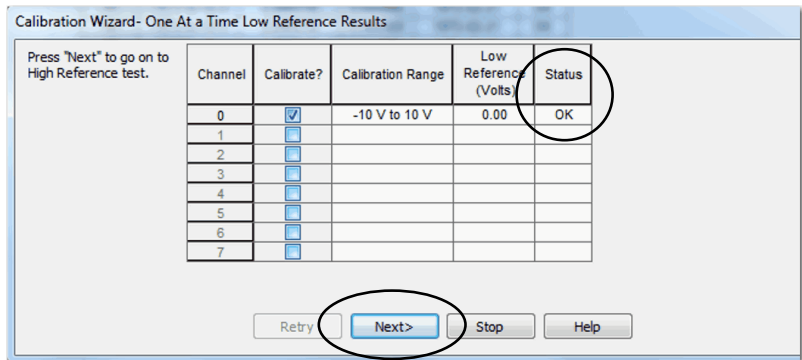 Calibration Wizard- One At a Time Low Reference Results
Press "Next" to go on to
High Reference test.
Channel Calibrate? Calibration Range Low Reference (Volts) Status
0 -10 V to 10 V 0.00 OK
1
2
3
4
5
6
7
Retry Next> Stop Help